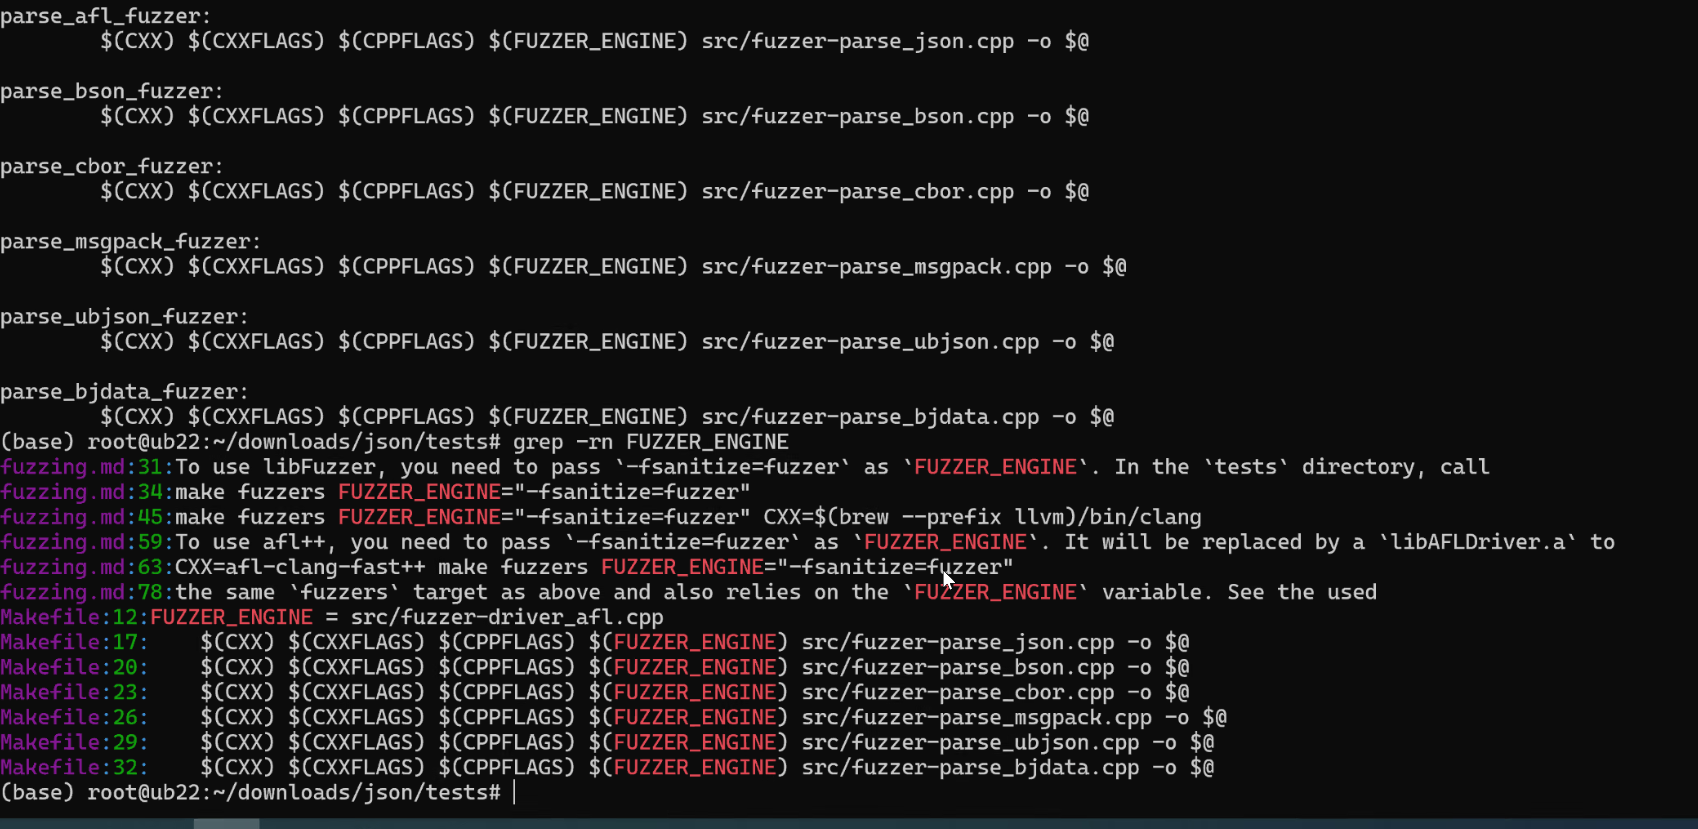 parse_afl_fuzzer:
        $(CXX) $(CXXFLAGS) $(CPPFLAGS) $(FUZZER_ENGINE) src/fuzzer-parse_json.cpp -o $@
parse_bson_fuzzer:
        $(CXX) $(CXXFLAGS) $(CPPFLAGS) $(FUZZER_ENGINE) src/fuzzer-parse_bson.cpp -o $@
parse_cbor_fuzzer:
        $(CXX) $(CXXFLAGS) $(CPPFLAGS) $(FUZZER_ENGINE) src/fuzzer-parse_cbor.cpp -o $@
parse_msgpack_fuzzer:
        $(CXX) $(CXXFLAGS) $(CPPFLAGS) $(FUZZER_ENGINE) src/fuzzer-parse_msgpack.cpp -o $@
parse_ubjson_fuzzer:
        $(CXX) $(CXXFLAGS) $(CPPFLAGS) $(FUZZER_ENGINE) src/fuzzer-parse_ubjson.cpp -o $@
parse_bjdata_fuzzer:
        $(CXX) $(CXXFLAGS) $(CPPFLAGS) $(FUZZER_ENGINE) src/fuzzer-parse_bjdata.cpp -o $@
(base) root@ub22:~/downloads/json/tests# grep -rn FUZZER_ENGINE
fuzzing.md:31:To use libFuzzer, you need to pass `-fsanitize=fuzzer` as `FUZZER_ENGINE`. In the `tests` directory, call
fuzzing.md:34:make fuzzers FUZZER_ENGINE="-fsanitize=fuzzer"
fuzzing.md:45:make fuzzers FUZZER_ENGINE="-fsanitize=fuzzer" CXX=$(brew --prefix llvm)/bin/clang
fuzzing.md:59:To use afl++, you need to pass `-fsanitize=fuzzer` as `FUZZER_ENGINE`. It will be replaced by a `libAFLDriver.a` to
fuzzing.md:63:CXX=afl-clang-fast++ make fuzzers FUZZER_ENGINE="-fsanitize=fuzzer"
fuzzing.md:78:the same `fuzzers` target as above and also relies on the `FUZZER_ENGINE` variable. See the used
Makefile:12:FUZZER_ENGINE = src/fuzzer-driver_afl.cpp
Makefile:17:    $(CXX) $(CXXFLAGS) $(CPPFLAGS) $(FUZZER_ENGINE) src/fuzzer-parse_json.cpp -o $@
Makefile:20:    $(CXX) $(CXXFLAGS) $(CPPFLAGS) $(FUZZER_ENGINE) src/fuzzer-parse_bson.cpp -o $@
Makefile:23:    $(CXX) $(CXXFLAGS) $(CPPFLAGS) $(FUZZER_ENGINE) src/fuzzer-parse_cbor.cpp -o $@
Makefile:26:    $(CXX) $(CXXFLAGS) $(CPPFLAGS) $(FUZZER_ENGINE) src/fuzzer-parse_msgpack.cpp -o $@
Makefile:29:    $(CXX) $(CXXFLAGS) $(CPPFLAGS) $(FUZZER_ENGINE) src/fuzzer-parse_ubjson.cpp -o $@
Makefile:32:    $(CXX) $(CXXFLAGS) $(CPPFLAGS) $(FUZZER_ENGINE) src/fuzzer-parse_bjdata.cpp -o $@
(base) root@ub22:~/downloads/json/tests#